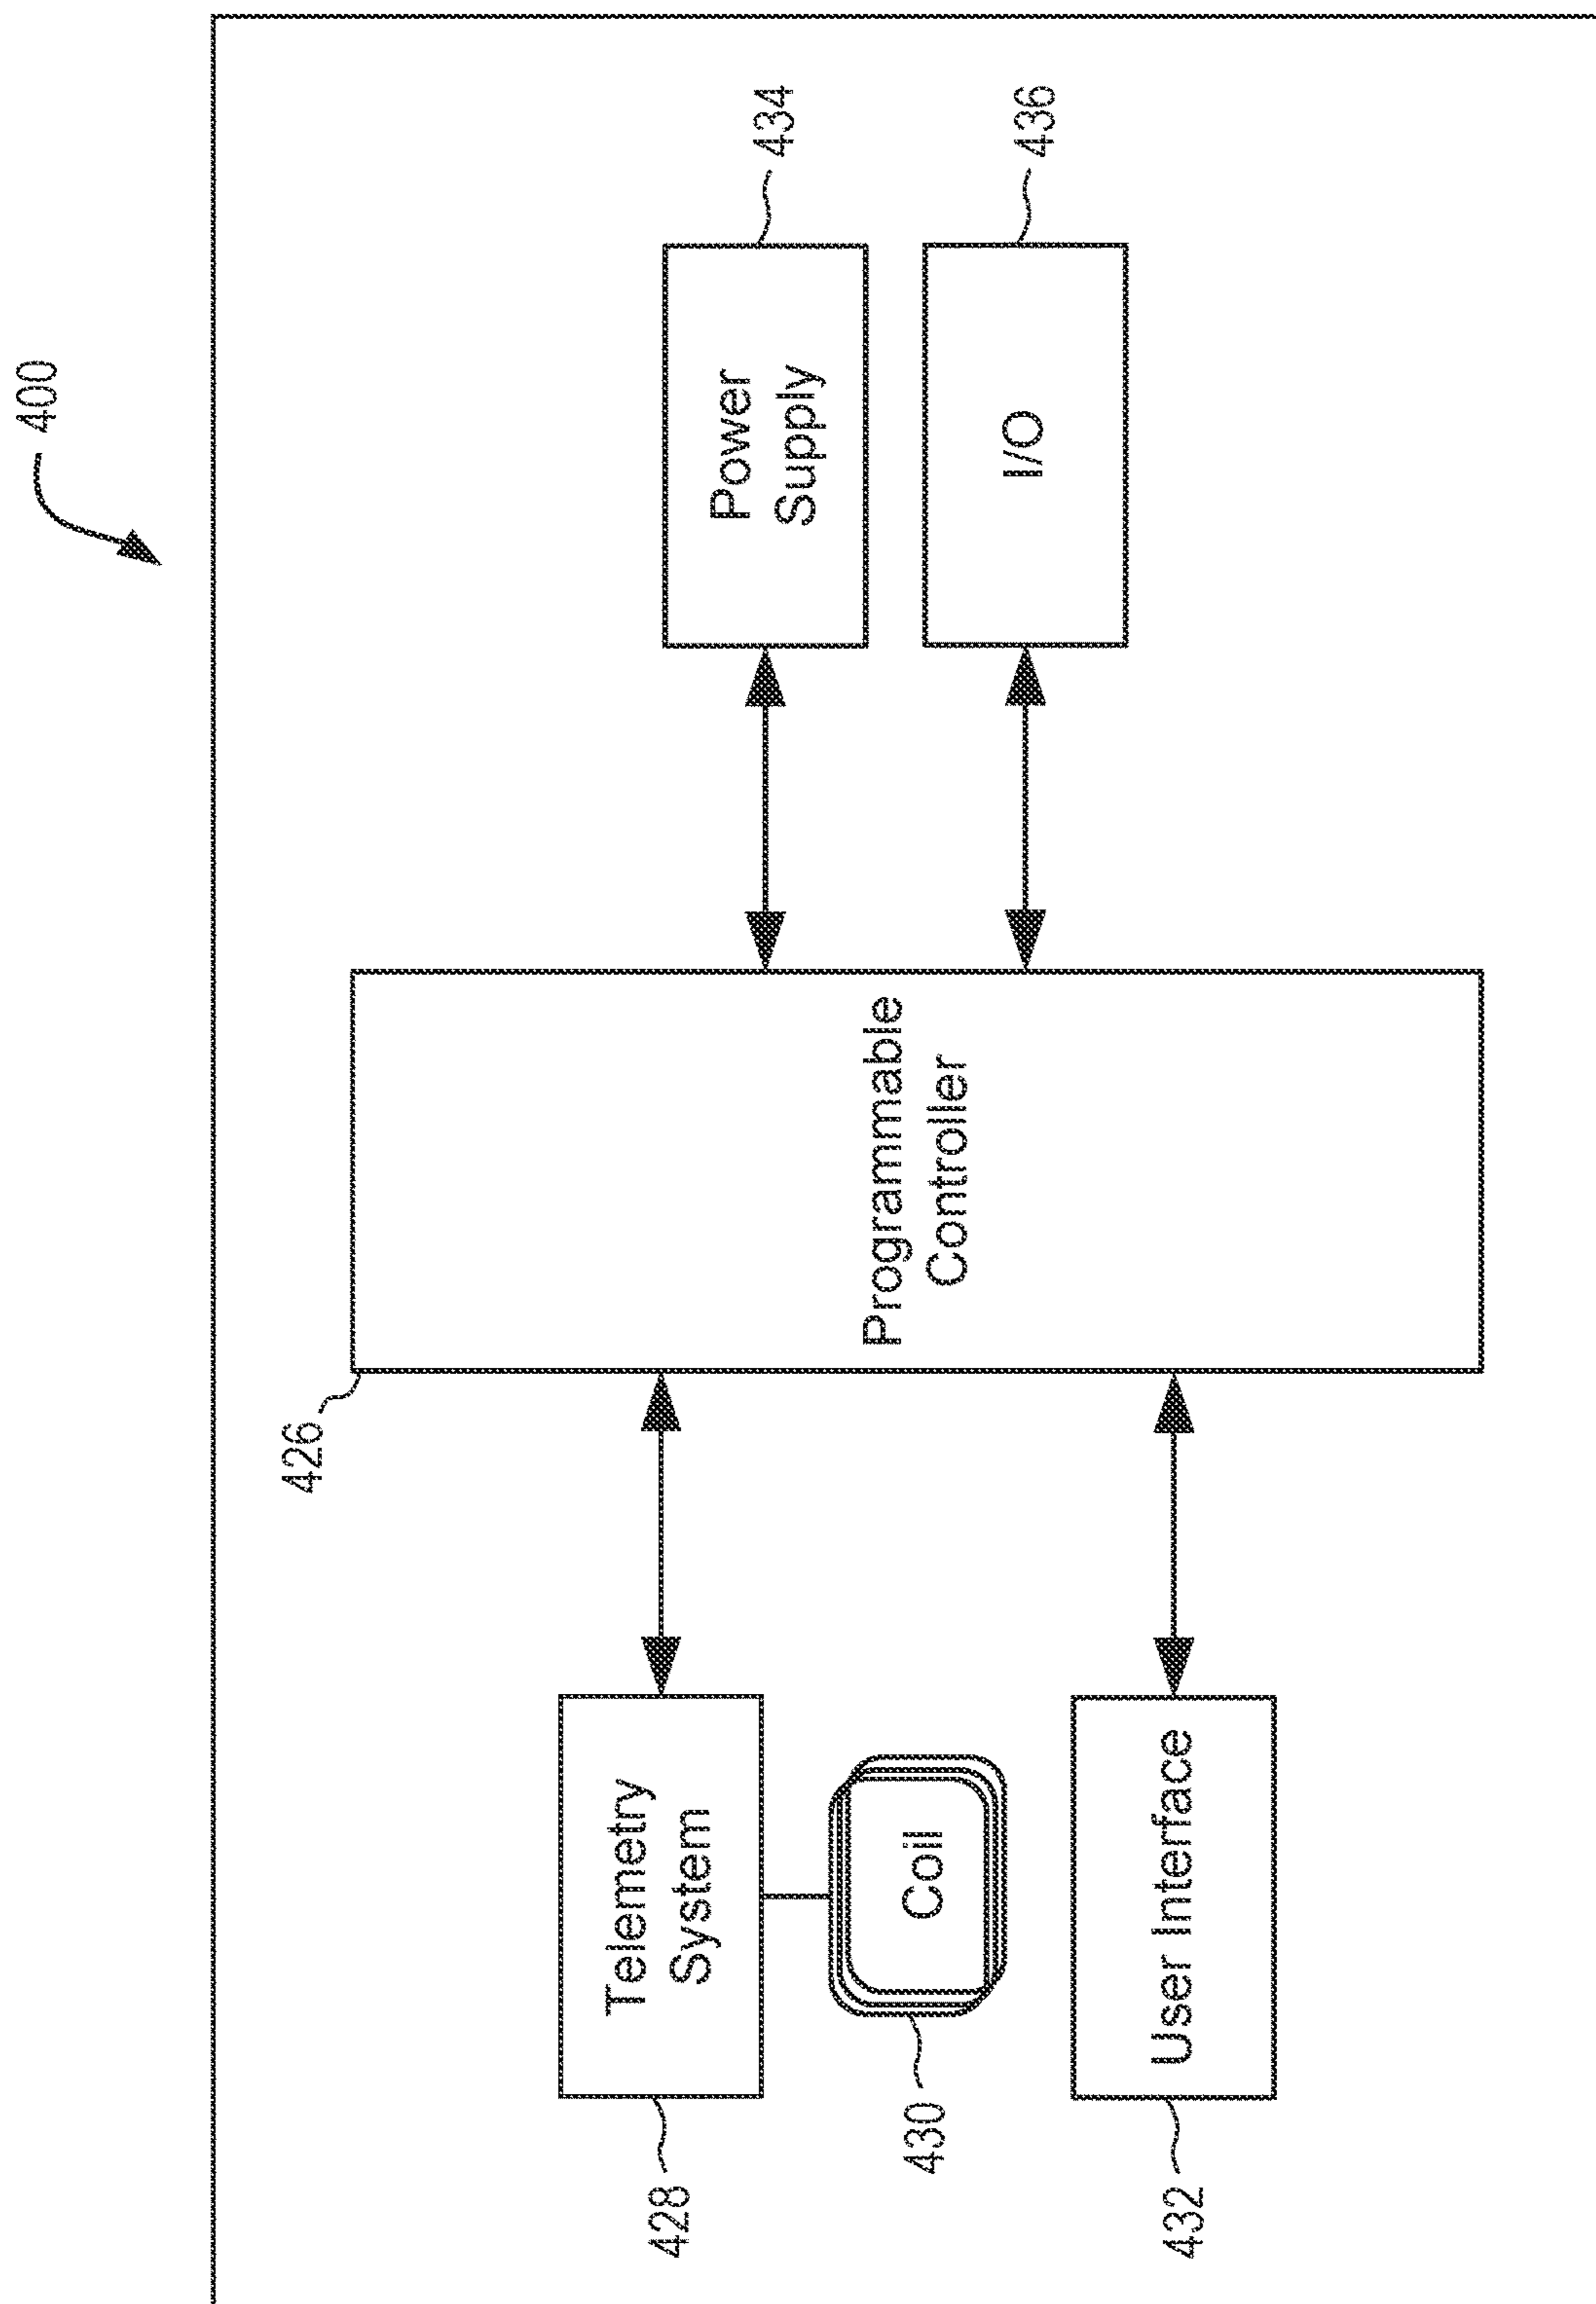 400
426
428
Telemetry
System
430
Coil
432
User Interface
Programmable
Controller
434
Power
Supply
436
I/O